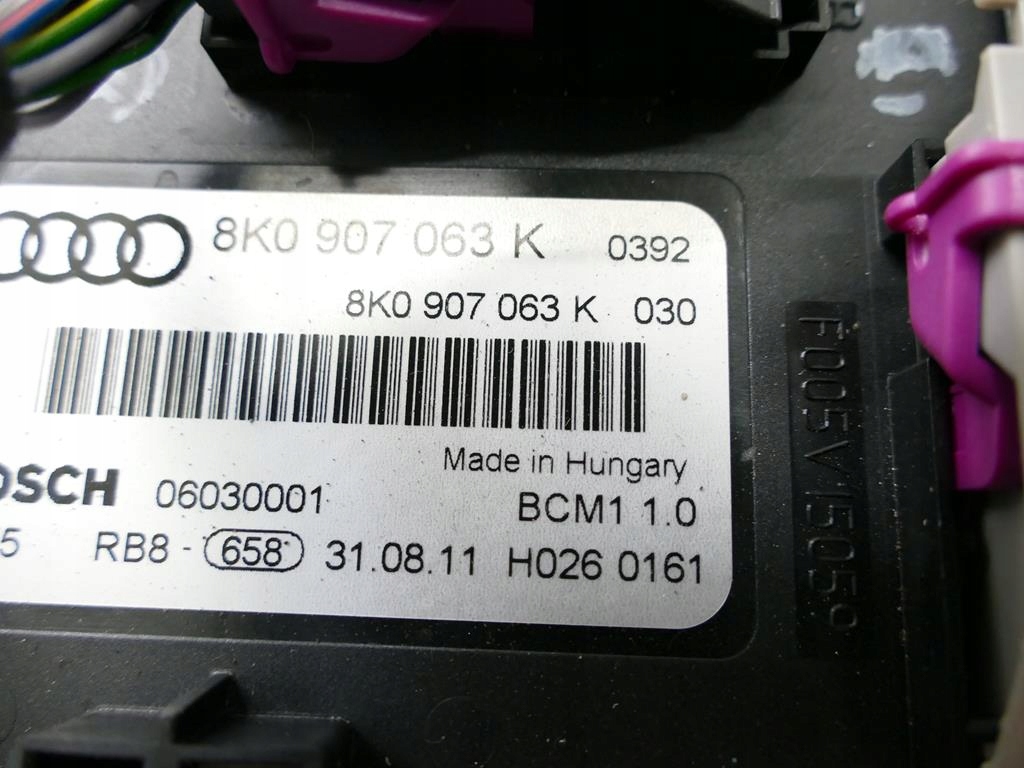 8K0 907 063 K 0392
8K0 907 063 K 030
Made in Hungary
06030001 BCM1 1.0
5 RB8 - 658 31.08.11 H026 0161
F005V15059